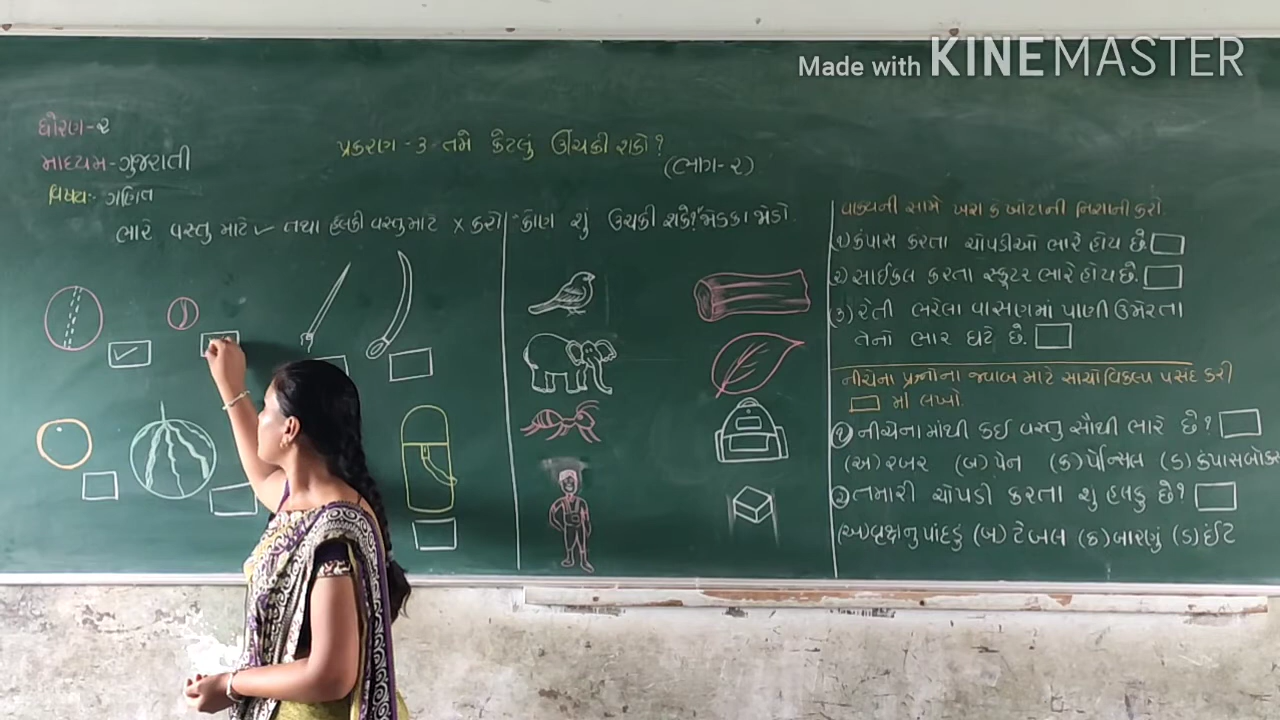 Made with KINEMASTER
ધોરણ-૨
માધ્યમ-ગુજરાતી
વિષય:- ગણિત
પ્રકરણ-૩ તમે કેટલું ઊંચકી શકો?
(ભાગ-૨)
ભારે વસ્તુ માટે ✓ તથા હલકી વસ્તુ માટે X કરો
"કોણ શું ઉચકી શકે?" જોડકા જોડો.
વાક્યની સામે ખરા કે ખોટાની નિશાની કરો.
૧) કંપાસ કરતા ચોપડીઓ ભારે હોય છે.
૨) સાઈકલ કરતા સ્કૂટર ભારે હોય છે.
૩) રેતી ભરેલા વાસણમાં પાણી ઉમેરતા
તેનો ભાર ઘટે છે.
નીચેના પ્રશ્નોના જવાબ માટે સાચો વિકલ્પ પસંદ કરી
માં લખો.
૧ નીચેના માંથી કઈ વસ્તુ સૌથી ભારે છે?
(અ) રબર (બ) પેન (ક) પેન્સિલ (ડ) કંપાસબોક્સ
૨ તમારી ચોપડી કરતા શુ હલકુ છે?
(અ) વૃક્ષનુ પાંદડું (બ) ટેબલ (ક) બારણું (ડ) ઈંટ